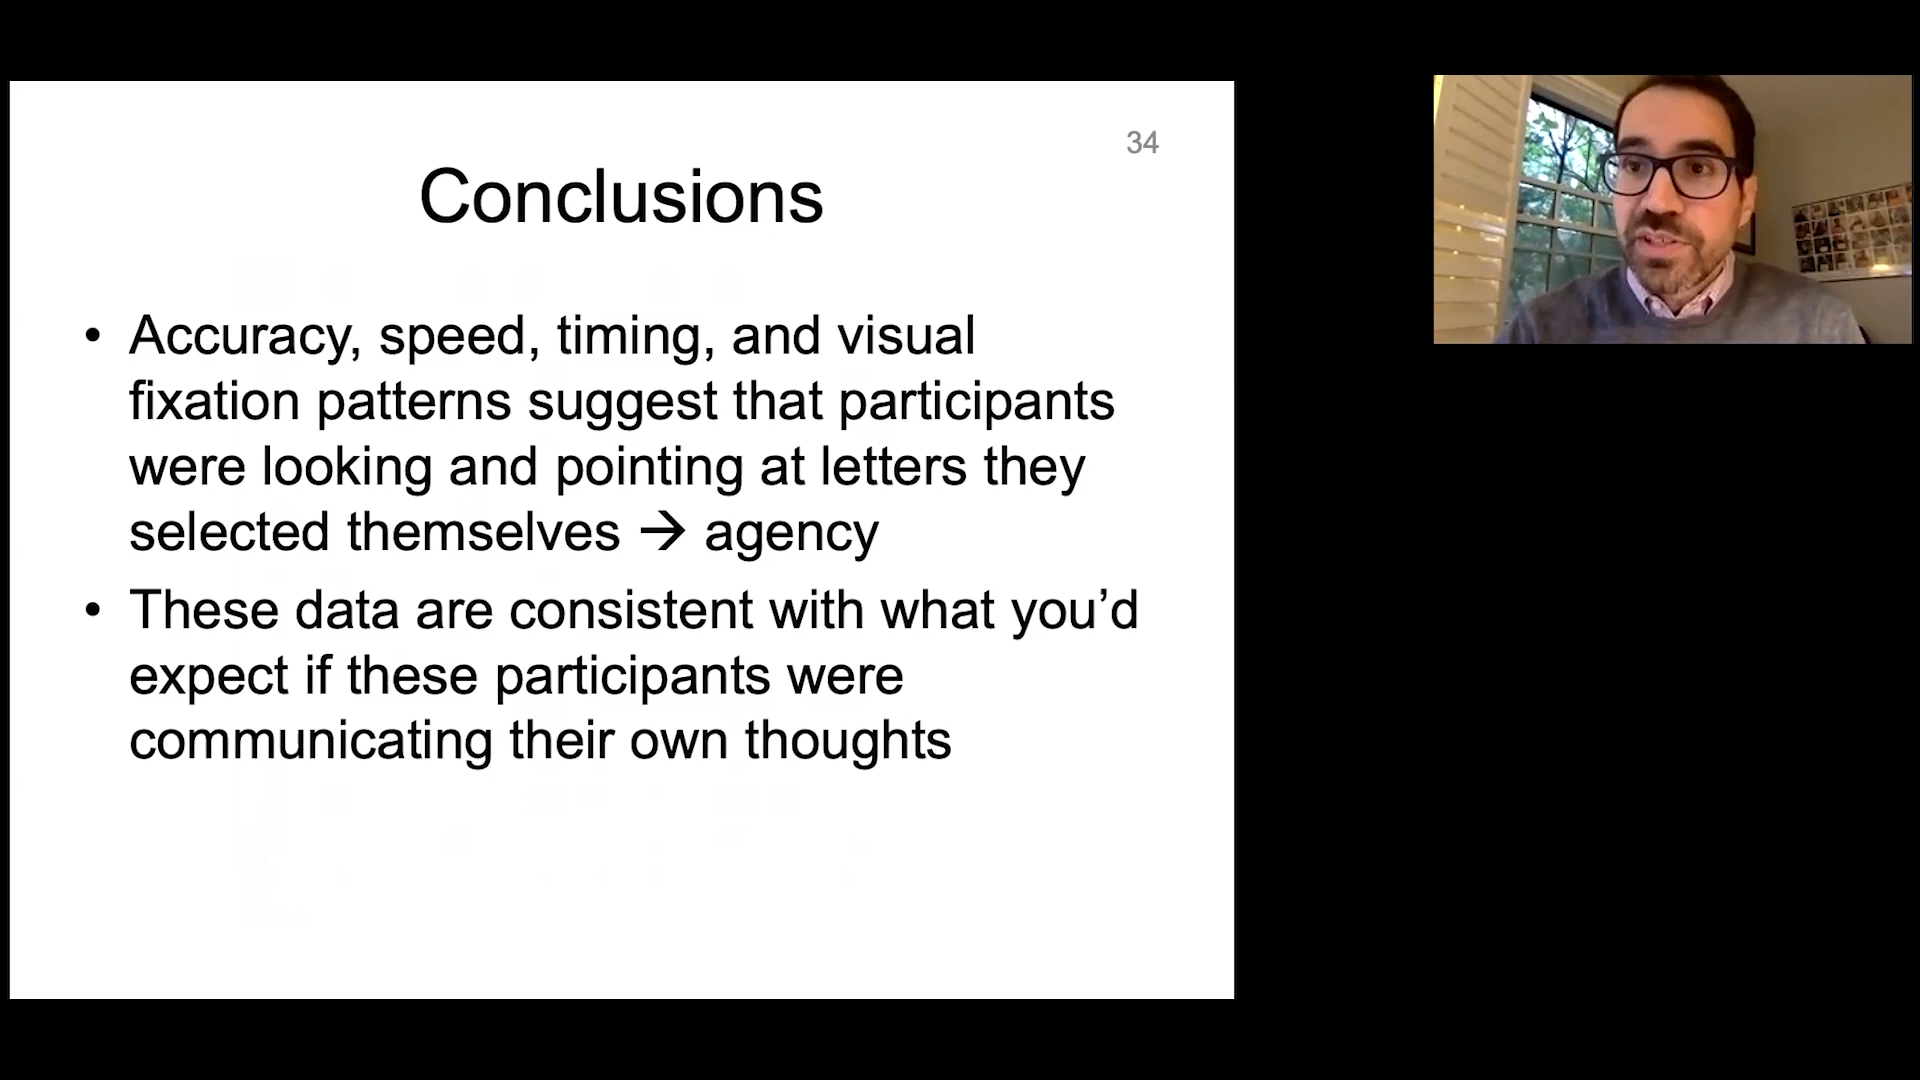 34
Conclusions
• Accuracy, speed, timing, and visual
fixation patterns suggest that participants
were looking and pointing at letters they
selected themselves → agency
• These data are consistent with what you’d
expect if these participants were
communicating their own thoughts